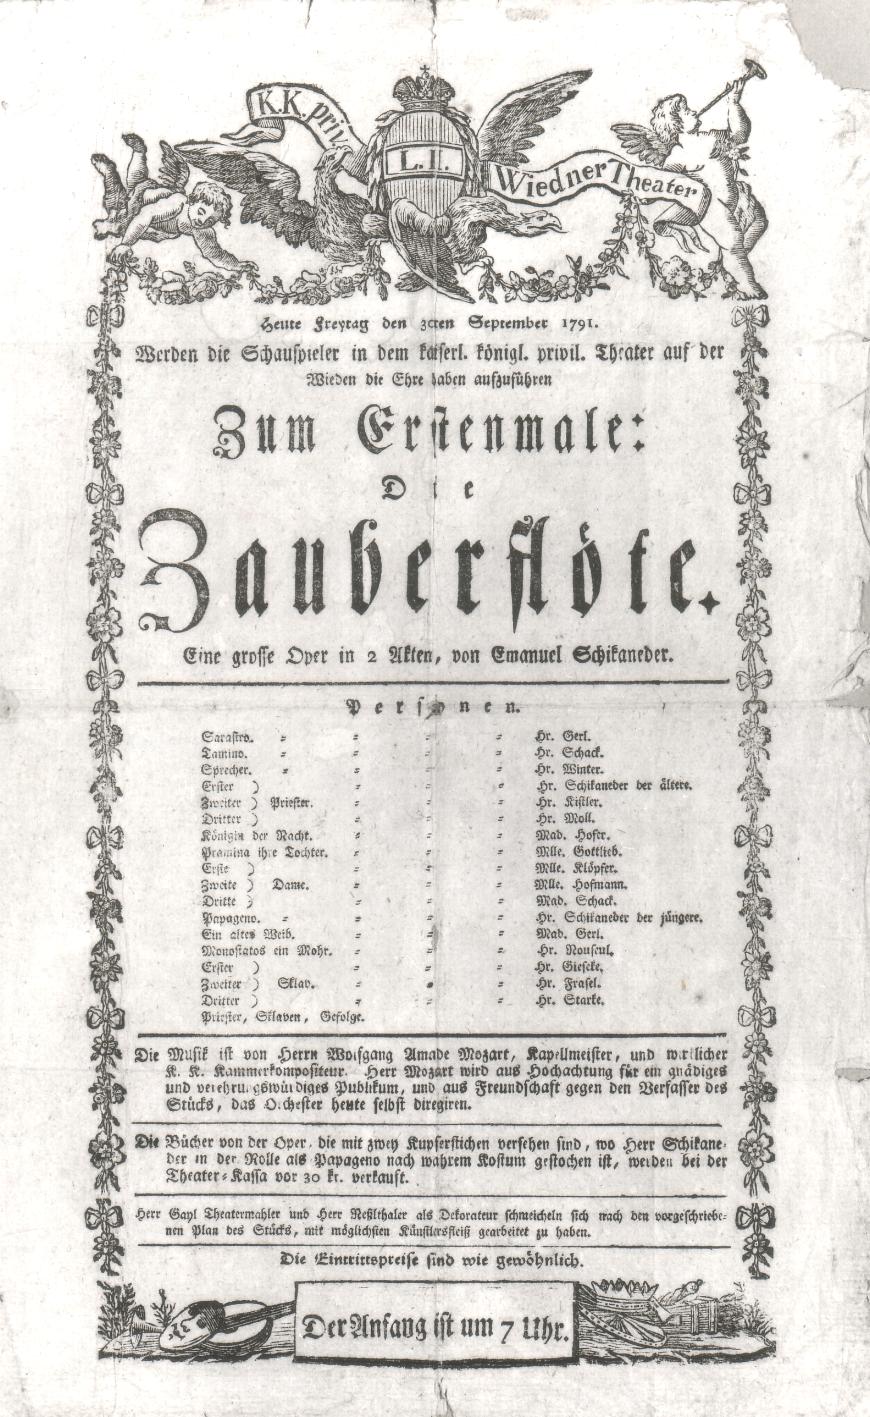 K.K. priv.
L.II.
Wiedner Theater
Heute Freytag den 30ten September 1791.
Werden die Schauspieler in dem kaiserl. königl. privil. Theater auf der
Wieden die Ehre haben aufzuführen
Zum Erstenmale:
Die
Zauberflöte.
Eine grosse Oper in 2 Akten, von Emanuel Schikaneder.
Personen.
Sarastro. = = = = Hr. Gerl.
Tamino. = = = = Hr. Schack.
Sprecher. = = = = Hr. Winter.
Erster ) = = = Hr. Schikaneder der ältere.
Zweiter ) Priester. = = = Hr. Kistler.
Dritter ) = = = Hr. Moll.
Königin der Nacht. = = = Mad. Hofer.
Pramina ihre Tochter. = = = Mlle. Gottlieb.
Erste ) = = = Mlle. Klöpfer.
Zweite ) Dame. = = = Mlle. Hofmann.
Dritte ) = = = Mad. Schack.
Papageno. = = = = Hr. Schikaneder der jüngere.
Ein altes Weib. = = = Mad. Gerl.
Monostatos ein Mohr. = = = Hr. Nouseul.
Erster ) = = = Hr. Gieseke.
Zweiter ) Sklav. = = = Hr. Frasel.
Dritter ) = = = Hr. Starke.
Priester, Sklaven, Gefolge.
Die Musik ist von Herrn Wolfgang Amade Mozart, Kapellmeister, und wirklicher
K. K. Kammerkompositeur. Herr Mozart wird aus Hochachtung für ein gnädiges
und verehrungswürdiges Publikum, und aus Freundschaft gegen den Verfasser des
Stücks, das Orchester heute selbst diregiren.
Die Bücher von der Oper, die mit zwey Kupferstichen versehen sind, wo Herr Schikane-
der in der Rolle als Papageno nach wahrem Kostum gestochen ist, werden bei der
Theater-Kassa vor 30 kr. verkauft.
Herr Gayl Theatermahler und Herr Neßlthaler als Dekorateur schmeicheln sich nach den vorgeschriebe-
nen Plan des Stücks, mit möglichsten Künstlersfleiß gearbeitet zu haben.
Die Eintrittspreise sind wie gewöhnlich.
Der Anfang ist um 7 Uhr.